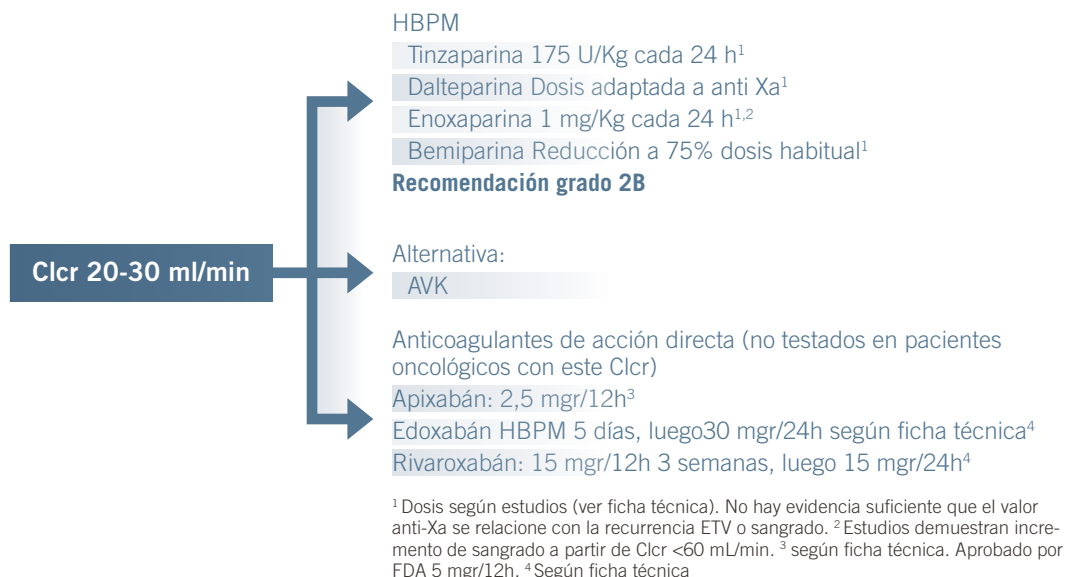 HBPM
Tinzaparina 175 U/Kg cada 24 h¹
Dalteparina Dosis adaptada a anti Xa¹
Enoxaparina 1 mg/Kg cada 24 h¹,²
Bemiparina Reducción a 75% dosis habitual¹
Recomendación grado 2B
Clcr 20-30 ml/min
Alternativa:
AVK
Anticoagulantes de acción directa (no testados en pacientes
oncológicos con este Clcr)
Apixabán: 2,5 mgr/12h³
Edoxabán HBPM 5 días, luego30 mgr/24h según ficha técnica⁴
Rivaroxabán: 15 mgr/12h 3 semanas, luego 15 mgr/24h⁴
¹ Dosis según estudios (ver ficha técnica). No hay evidencia suficiente que el valor
anti-Xa se relacione con la recurrencia ETV o sangrado. ² Estudios demuestran incre-
mento de sangrado a partir de Clcr <60 mL/min. ³ según ficha técnica. Aprobado por
FDA 5 mgr/12h. ⁴ Según ficha técnica